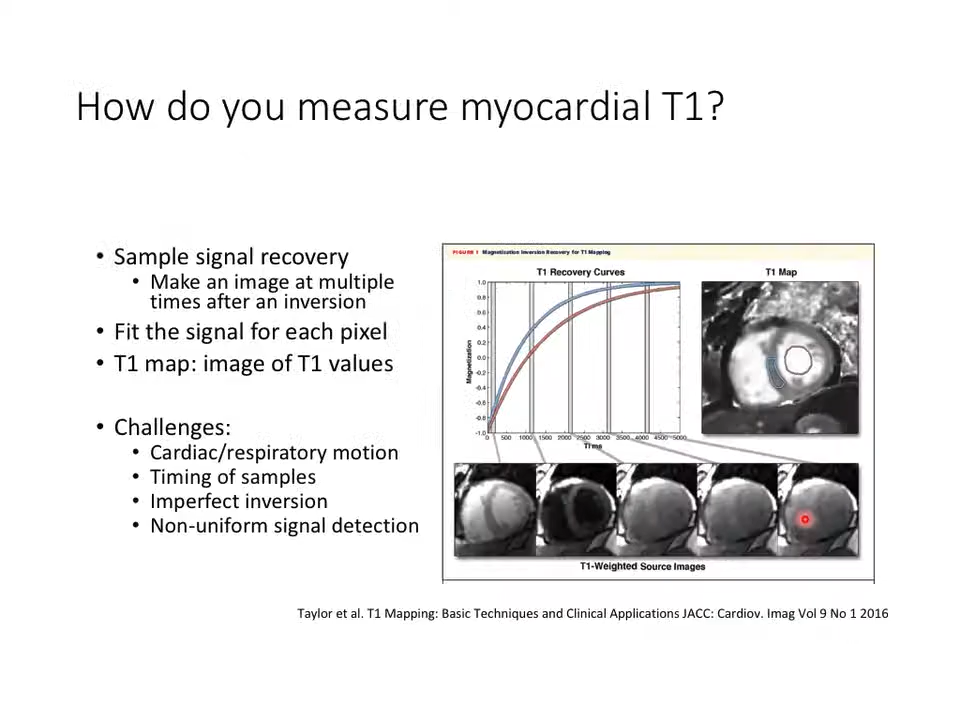 How do you measure myocardial T1?
• Sample signal recovery
• Make an image at multiple
times after an inversion
• Fit the signal for each pixel
• T1 map: image of T1 values
• Challenges:
• Cardiac/respiratory motion
• Timing of samples
• Imperfect inversion
• Non-uniform signal detection
FIGURE 1 Magnetization Inversion Recovery for T1 Mapping
T1 Recovery Curves
T1 Map
Magnetization
1.0
0.8
0.6
0.4
0.2
0.0
-0.2
-0.4
-0.6
-0.8
-1.0
0 500 1000 1500 2000 2500 3000 3500 4000 4500 5000
TI ms
T1-Weighted Source Images
Taylor et al. T1 Mapping: Basic Techniques and Clinical Applications JACC: Cardiov. Imag Vol 9 No 1 2016